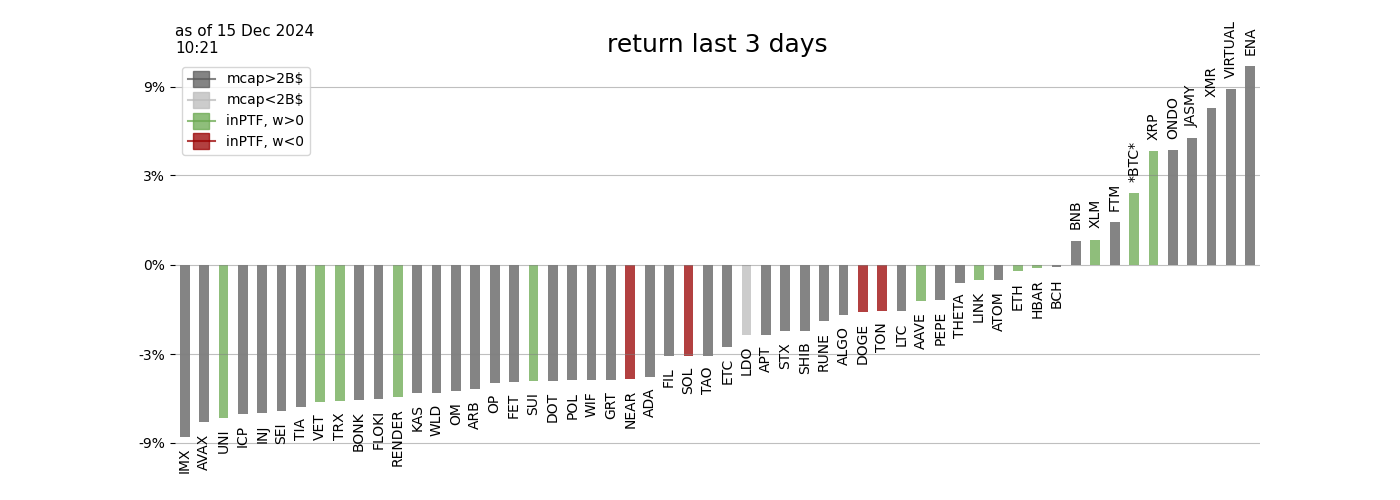 as of 15 Dec 2024
10:21
return last 3 days
mcap>2B$
mcap<2B$
inPTF, w>0
inPTF, w<0
9%
3%
0%
-3%
-9%
IMX
AVAX
UNI
ICP
INJ
SEI
TIA
VET
TRX
BONK
FLOKI
RENDER
KAS
WLD
OM
ARB
OP
FET
SUI
DOT
POL
WIF
GRT
NEAR
ADA
FIL
SOL
TAO
ETC
LDO
APT
STX
SHIB
RUNE
ALGO
DOGE
TON
LTC
AAVE
PEPE
THETA
LINK
ATOM
ETH
HBAR
BCH
BNB
XLM
FTM
*BTC*
XRP
ONDO
JASMY
XMR
VIRTUAL
ENA